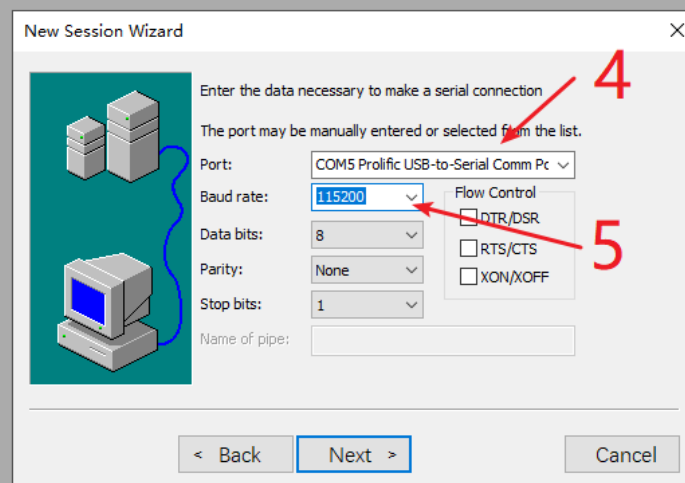 New Session Wizard
Enter the data necessary to make a serial connection
4
The port may be manually entered or selected from the list.
Port: COM5 Prolific USB-to-Serial Comm Pc
Baud rate: 115200 Flow Control
DTR/DSR
5
Data bits: 8
RTS/CTS
Parity: None
XON/XOFF
Stop bits: 1
Name of pipe:
< Back Next > Cancel